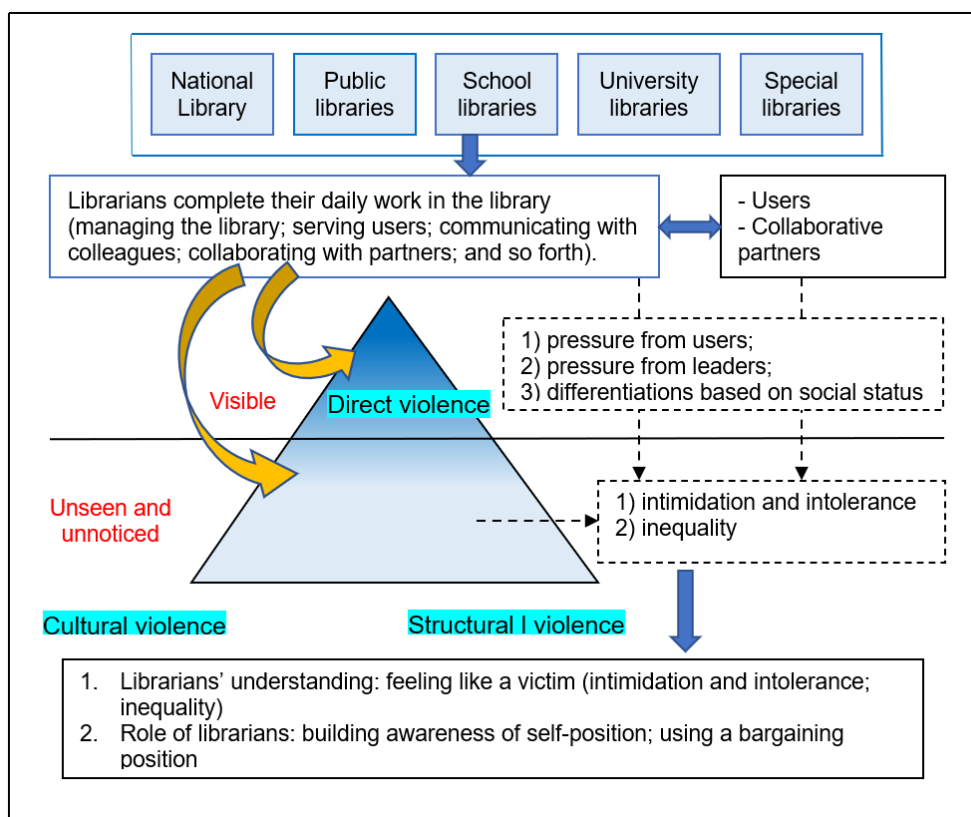 National
Library
Public
libraries
School
libraries
University
libraries
Special
libraries
Librarians complete their daily work in the library
(managing the library; serving users; communicating with
colleagues; collaborating with partners; and so forth).
- Users
- Collaborative
partners
1) pressure from users;
2) pressure from leaders;
3) differentiations based on social status
Visible
Direct violence
Unseen and
unnoticed
1) intimidation and intolerance
2) inequality
Cultural violence
Structural l violence
1. Librarians’ understanding: feeling like a victim (intimidation and intolerance;
inequality)
2. Role of librarians: building awareness of self-position; using a bargaining
position